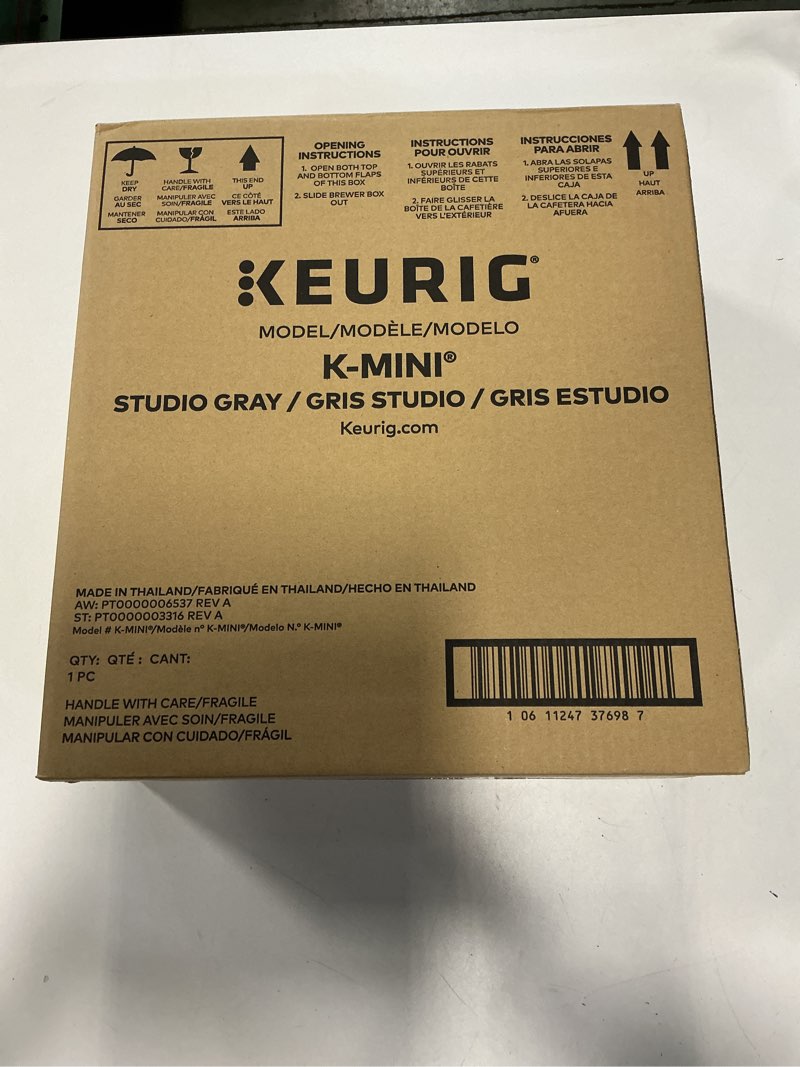 KEEP
DRY
GARDER
AU SEC
MANTENER
SECO
HANDLE WITH
CARE/FRAGILE
MANIPULER AVEC
SOIN/FRAGILE
MANIPULAR CON
CUIDADO/FRÁGIL
THIS END
UP
CE CÔTÉ
VERS LE HAUT
ESTE LADO
ARRIBA
OPENING
INSTRUCTIONS
1. OPEN BOTH TOP
AND BOTTOM FLAPS
OF THIS BOX
2. SLIDE BREWER BOX
OUT
INSTRUCTIONS
POUR OUVRIR
1. OUVRIR LES RABATS
SUPÉRIEURS ET
INFÉRIEURS DE CETTE
BOÎTE
2. FAIRE GLISSER LA
BOÎTE DE LA CAFETIÈRE
VERS L'EXTÉRIEUR
INSTRUCCIONES
PARA ABRIR
1. ABRA LAS SOLAPAS
SUPERIORES E
INFERIORES DE ESTA
CAJA
2. DESLICE LA CAJA DE
LA CAFETERA HACIA
AFUERA
UP
HAUT
ARRIBA
KEURIG®
MODEL/MODÈLE/MODELO
K-MINI®
STUDIO GRAY / GRIS STUDIO / GRIS ESTUDIO
Keurig.com
MADE IN THAILAND/FABRIQUÉ EN THAILAND/HECHO EN THAILAND
AW: PT0000006537 REV A
ST: PT0000003316 REV A
Model # K-MINI®/Modèle nº K-MINI®/Modelo N.º K-MINI®
QTY: QTÉ : CANT:
1 PC
HANDLE WITH CARE/FRAGILE
MANIPULER AVEC SOIN/FRAGILE
MANIPULAR CON CUIDADO/FRÁGIL
1 06 11247 37698 7